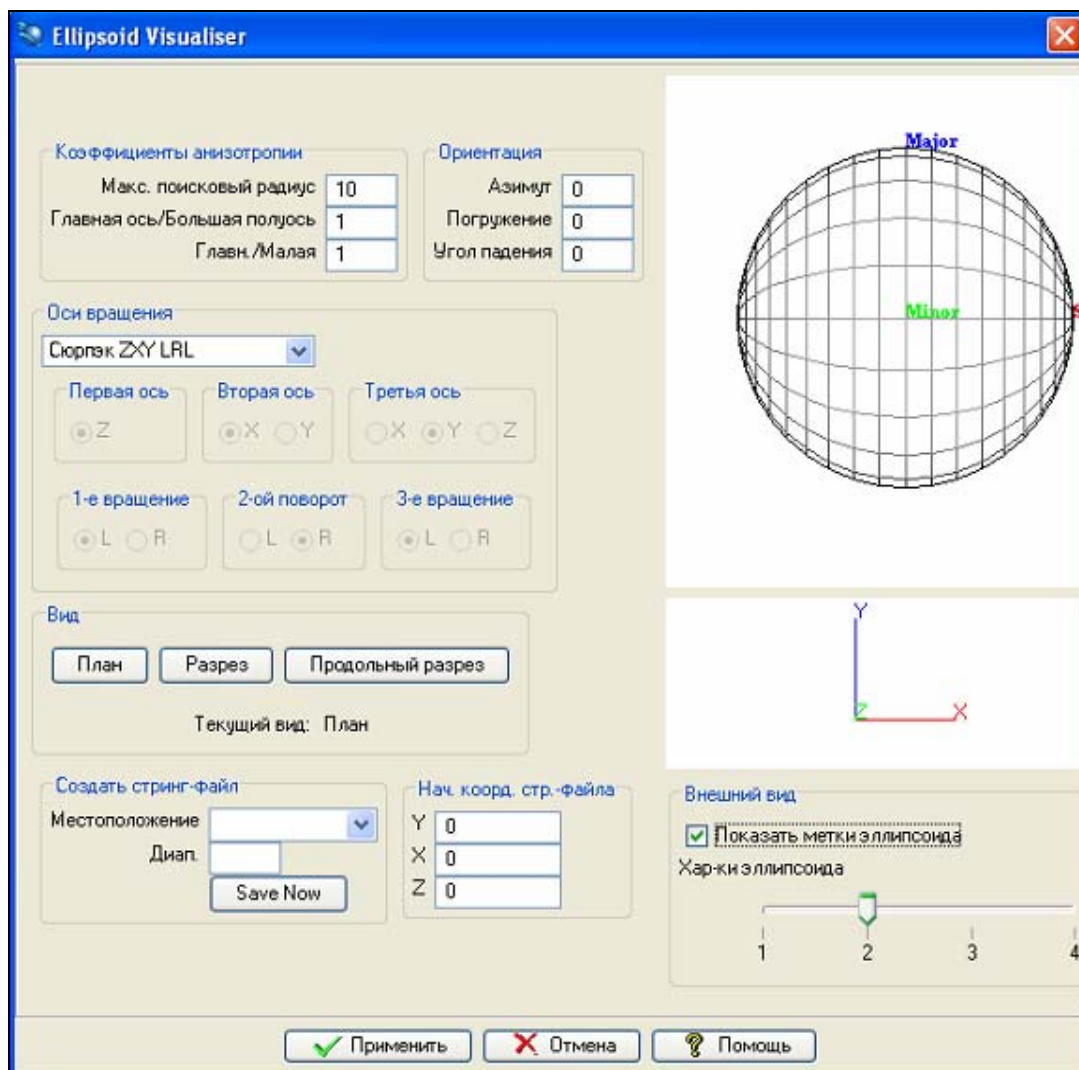 Ellipsoid Visualiser
Коэффициенты анизотропии
Макс. поисковый радиус 10
Главная ось/Большая полуось 1
Главн./Малая 1
Ориентация
Азимут 0
Погружение 0
Угол падения 0
Major
Minor
S
Оси вращения
Сюрпэк ZXY LRL
Первая ось
Z
Вторая ось
X Y
Третья ось
X Y Z
1-е вращение
L R
2-ой поворот
L R
3-е вращение
L R
Вид
План Разрез Продольный разрез
Текущий вид: План
Y
Z X
Создать стринг-файл
Местоположение
Диап.
Save Now
Нач. коорд. стр.-файла
Y 0
X 0
Z 0
Внешний вид
Показать метки эллипсоида
Хар-ки эллипсоида
1 2 3 4
Применить Отмена Помощь